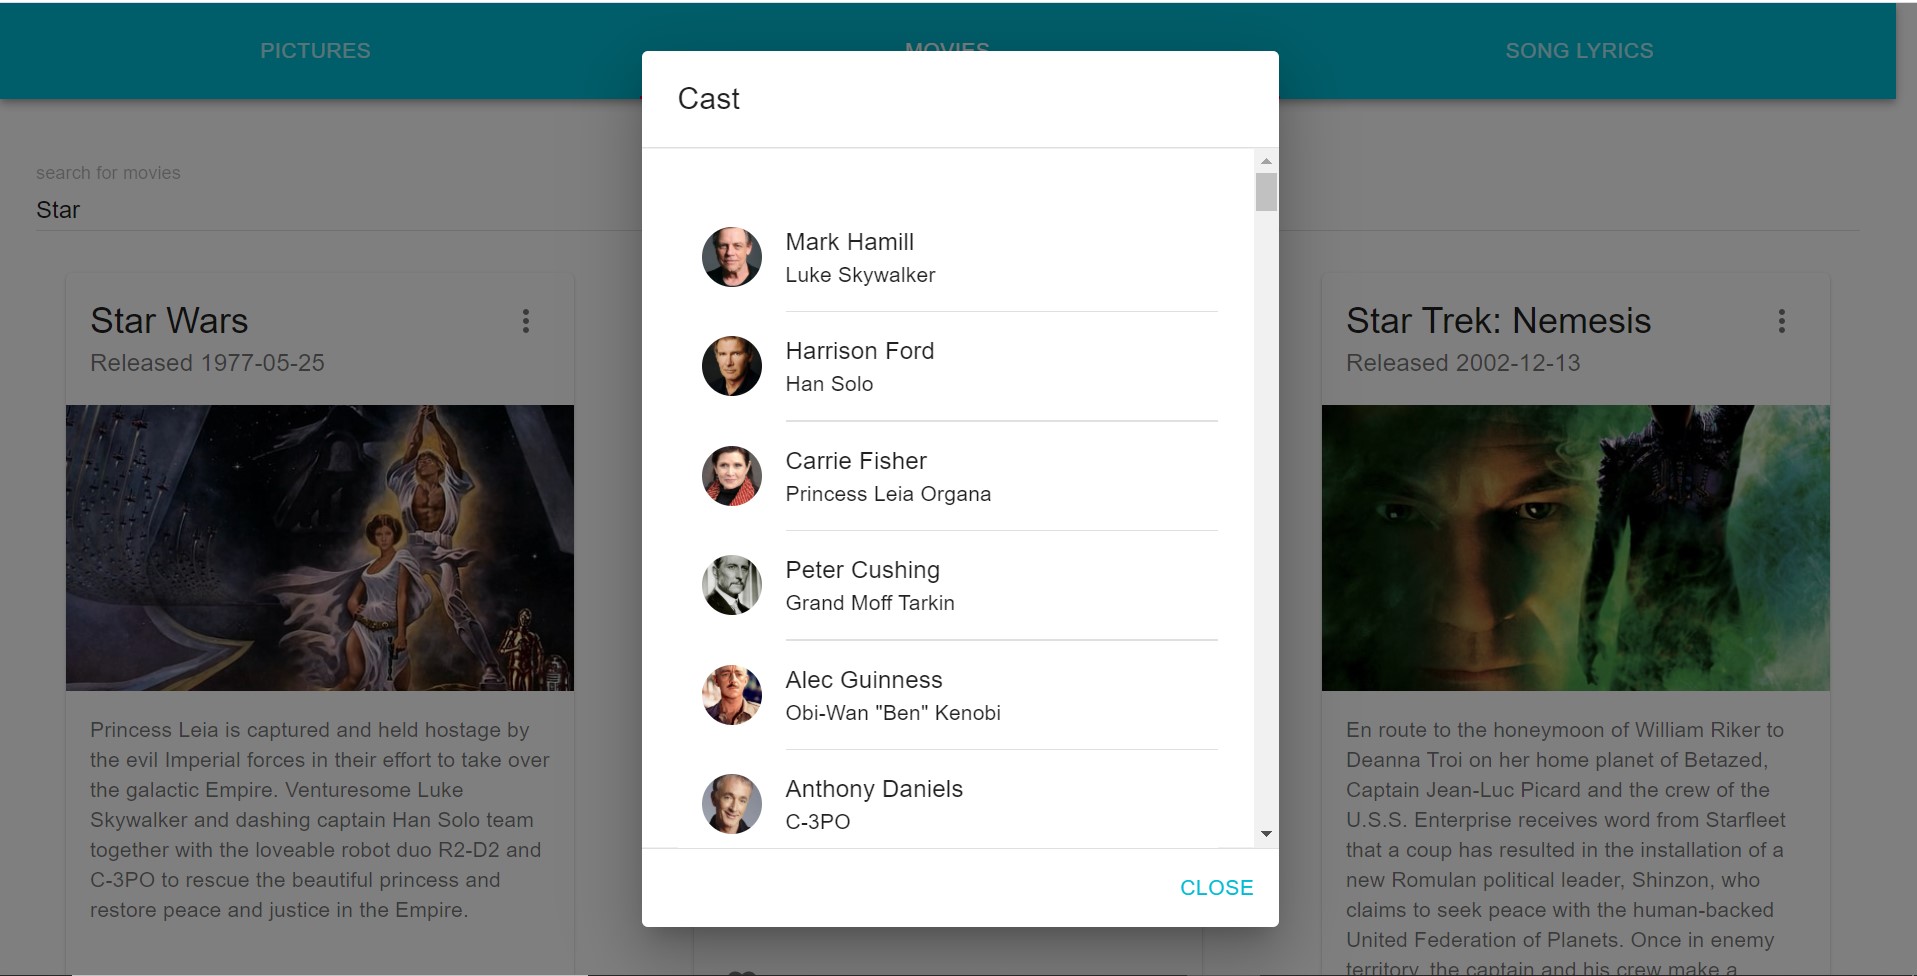 PICTURES
MOVIES
SONG LYRICS
search for movies
Star
Star Wars
Released 1977-05-25
Princess Leia is captured and held hostage by
the evil Imperial forces in their effort to take over
the galactic Empire. Venturesome Luke
Skywalker and dashing captain Han Solo team
together with the loveable robot duo R2-D2 and
C-3PO to rescue the beautiful princess and
restore peace and justice in the Empire.
Cast
Mark Hamill
Luke Skywalker
Harrison Ford
Han Solo
Carrie Fisher
Princess Leia Organa
Peter Cushing
Grand Moff Tarkin
Alec Guinness
Obi-Wan "Ben" Kenobi
Anthony Daniels
C-3PO
CLOSE
Star Trek: Nemesis
Released 2002-12-13
En route to the honeymoon of William Riker to
Deanna Troi on her home planet of Betazed,
Captain Jean-Luc Picard and the crew of the
U.S.S. Enterprise receives word from Starfleet
that a coup has resulted in the installation of a
new Romulan political leader, Shinzon, who
claims to seek peace with the human-backed
United Federation of Planets. Once in enemy
territory, the captain and his crew make a